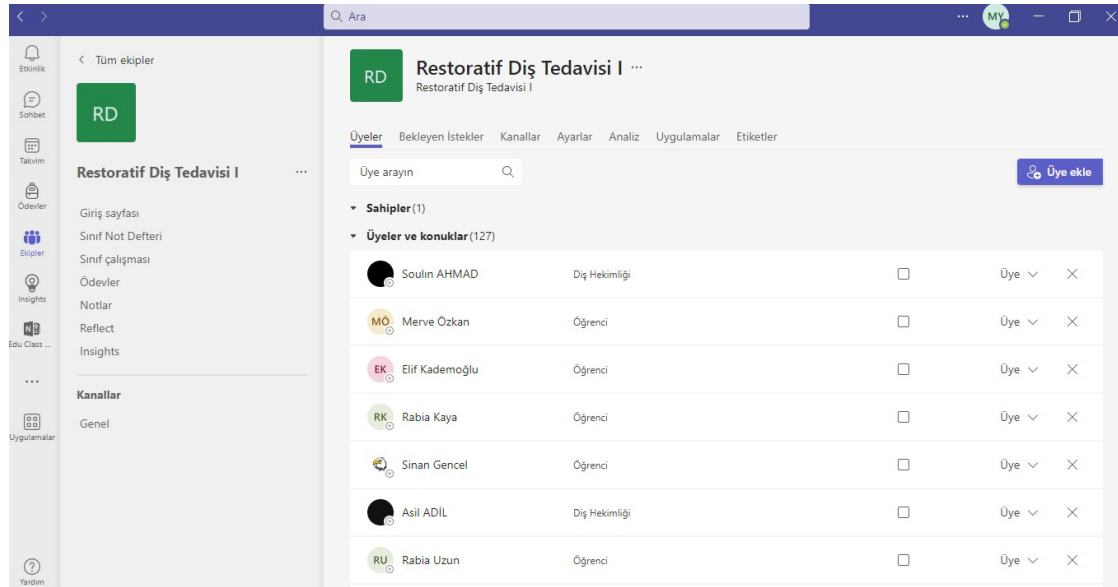 Ara
MY
Etkinlik
Sohbet
Takvim
Ödevler
Ekipler
Insights
Edu Class ...
Uygulamalar
Yardım
Tüm ekipler
RD
Restoratif Diş Tedavisi I
Giriş sayfası
Sınıf Not Defteri
Sınıf çalışması
Ödevler
Notlar
Reflect
Insights
Kanallar
Genel
RD
Restoratif Diş Tedavisi I
Restoratif Diş Tedavisi I
Üyeler Bekleyen İstekler Kanallar Ayarlar Analiz Uygulamalar Etiketler
Üye arayın
Üye ekle
Sahipler (1)
Üyeler ve konuklar (127)
Soulın AHMAD Diş Hekimliği Üye
MÖ Merve Özkan Öğrenci Üye
EK Elif Kademoğlu Öğrenci Üye
RK Rabia Kaya Öğrenci Üye
Sinan Gencel Öğrenci Üye
Asil ADİL Diş Hekimliği Üye
RU Rabia Uzun Öğrenci Üye